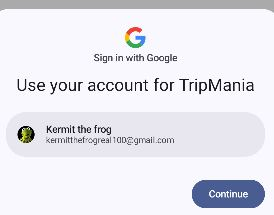 Sign in with Google
Use your account for TripMania
Kermit the frog
kermitthefrogreal100@gmail.com
Continue